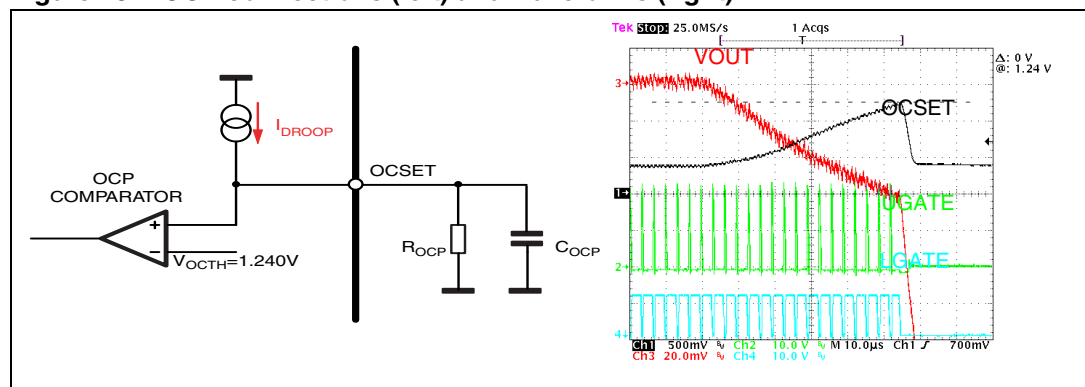 IDROOP
OCSET
OCP
COMPARATOR
+
−
VOCTH=1.240V
ROCP
COCP
Tek Stop: 25.0MS/s 1 Acqs
T
Δ: 0 V
@: 1.24 V
VOUT
3→
OCSET
1→
UGATE
2→
LGATE
4→
Ch1 500mV Ch2 10.0 V M 10.0µs Ch1 700mV
Ch3 20.0mV Ch4 10.0 V